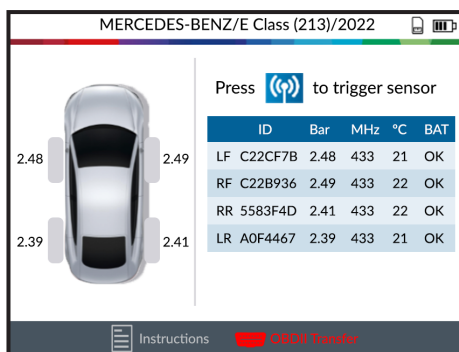 MERCEDES-BENZ/E Class (213)/2022
Press to trigger sensor
ID Bar MHz °C BAT
2.48 2.49 LF C22CF7B 2.48 433 21 OK
RF C22B936 2.49 433 22 OK
RR 5583F4D 2.41 433 22 OK
2.39 2.41 LR A0F4467 2.39 433 21 OK
Instructions OBDII Transfer